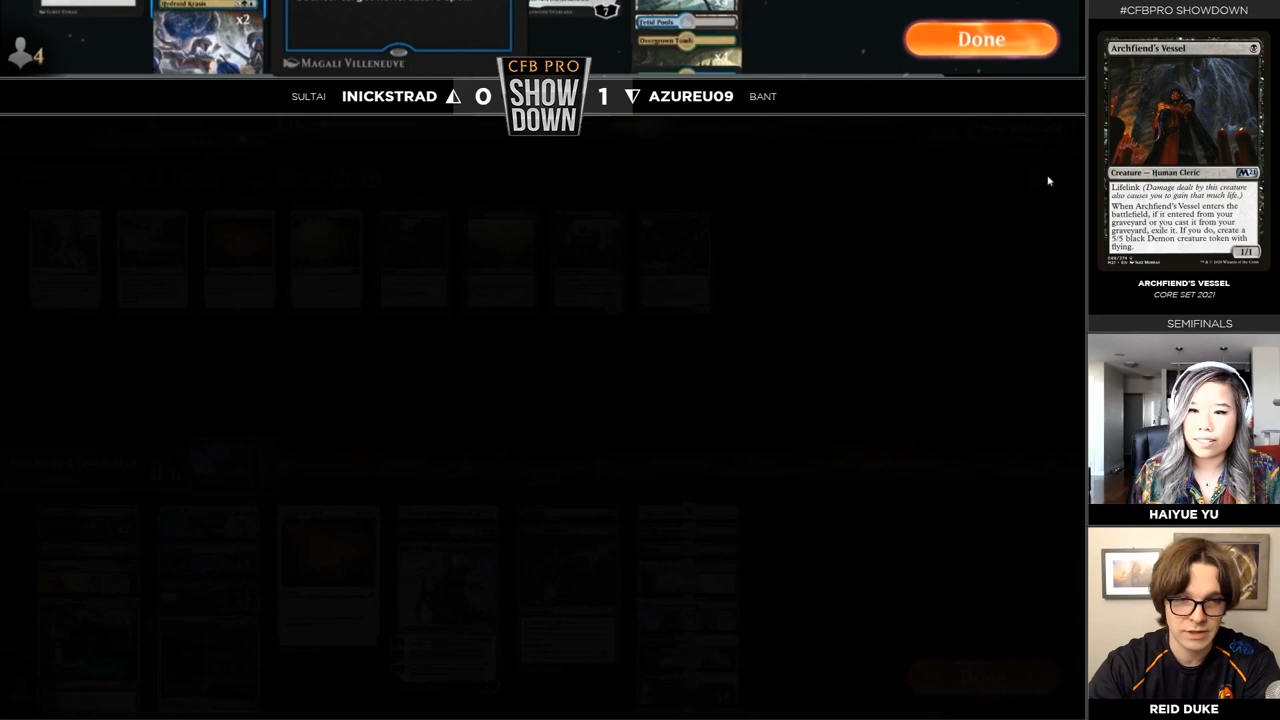 Hydroid Krasis
x2
4
MAGALI VILLENEUVE
7
Fetid Pools
Overgrown Tomb
Done
SULTAI INICKSTRAD 0
CFB PRO
SHOW
DOWN
1 AZUREU09 BANT
#CFBPRO SHOWDOWN
Archfiend's Vessel
Creature — Human Cleric
M21
Lifelink (Damage dealt by this creature
also causes you to gain that much life.)
When Archfiend's Vessel enters the
battlefield, if it entered from your
graveyard or you cast it from your
graveyard, exile it. If you do, create a
5/5 black Demon creature token with
flying.
1/1
ARCHFIEND'S VESSEL
CORE SET 2021
SEMIFINALS
HAIYUE YU
REID DUKE